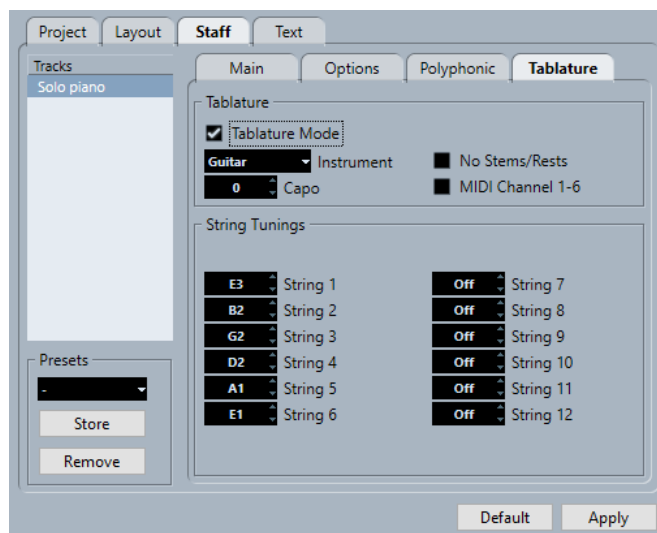 Project Layout Staff Text
Tracks
Solo piano
Main Options Polyphonic Tablature
Tablature
Tablature Mode
Guitar Instrument No Stems/Rests
0 Capo MIDI Channel 1-6
String Tunings
E3 String 1 Off String 7
B2 String 2 Off String 8
G2 String 3 Off String 9
D2 String 4 Off String 10
A1 String 5 Off String 11
E1 String 6 Off String 12
Presets
-
Store
Remove
Default Apply